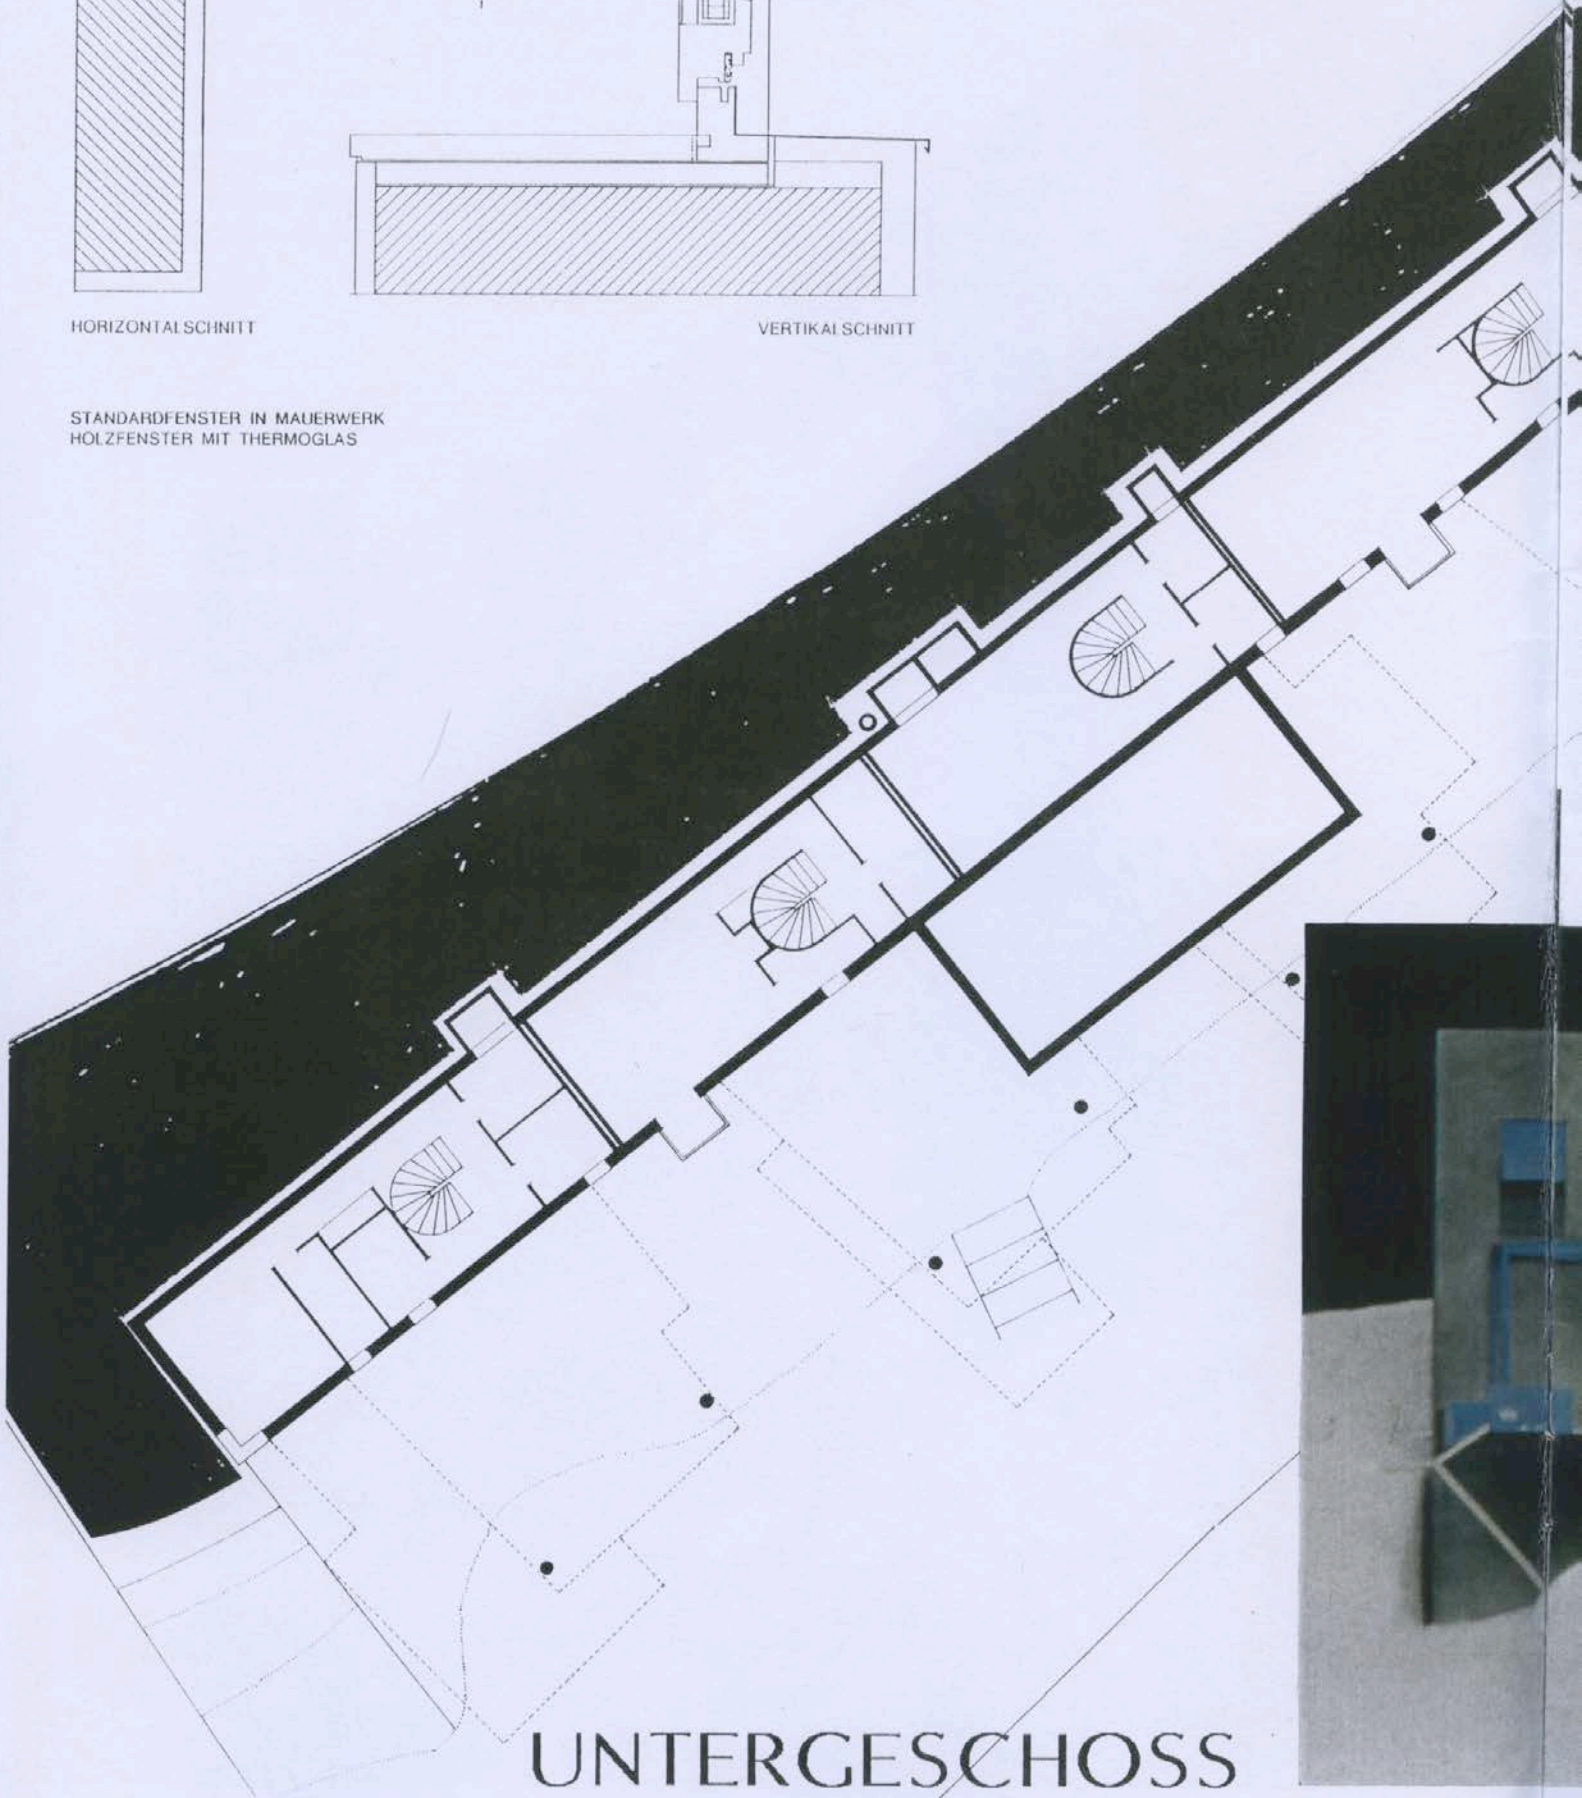 HORIZONTALSCHNITT
VERTIKALSCHNITT
STANDARDFENSTER IN MAUERWERK
HOLZFENSTER MIT THERMOGLAS
UNTERGESCHOSS